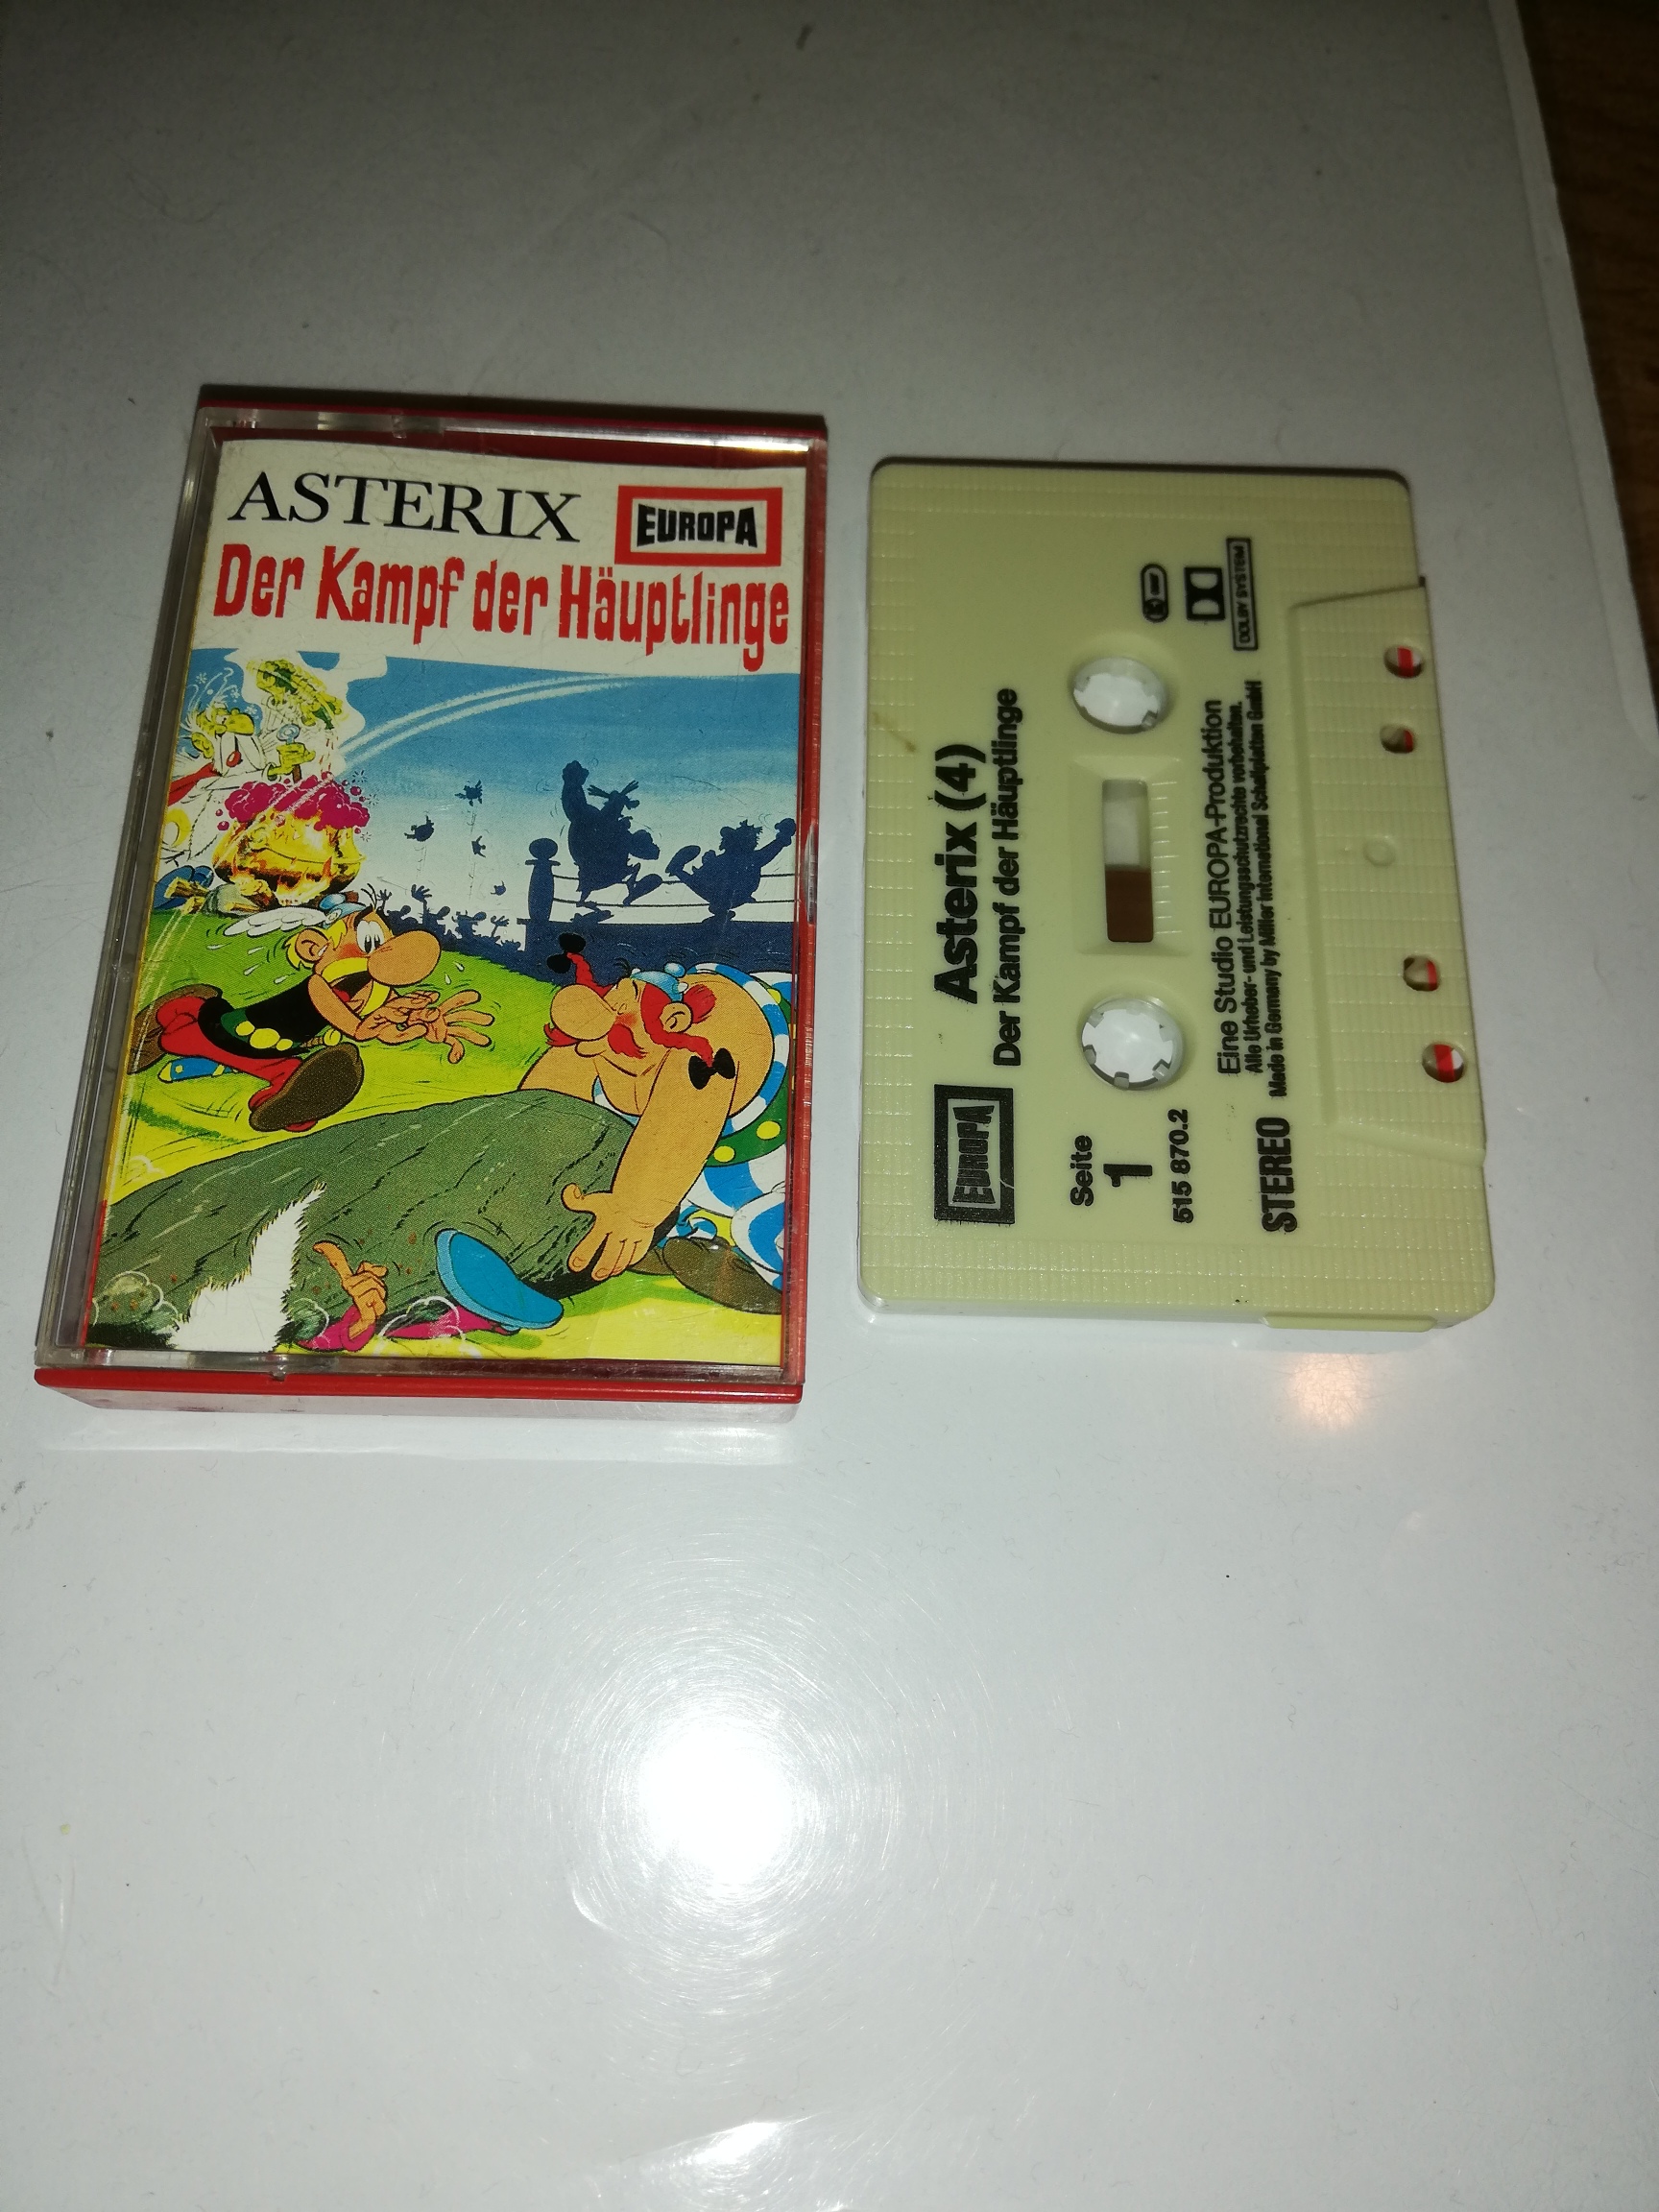 ASTERIX
EUROPA
Der Kampf der Häuptlinge
EUROPA
Asterix (4)
Der Kampf der Häuptlinge
Seite
1
515 870.2
STEREO
Eine Studio EUROPA-Produktion
Alle Urheber- und Leistungsschutzrechte vorbehalten.
Made in Germany by Miller International Schallplatten GmbH
DOLBY SYSTEM